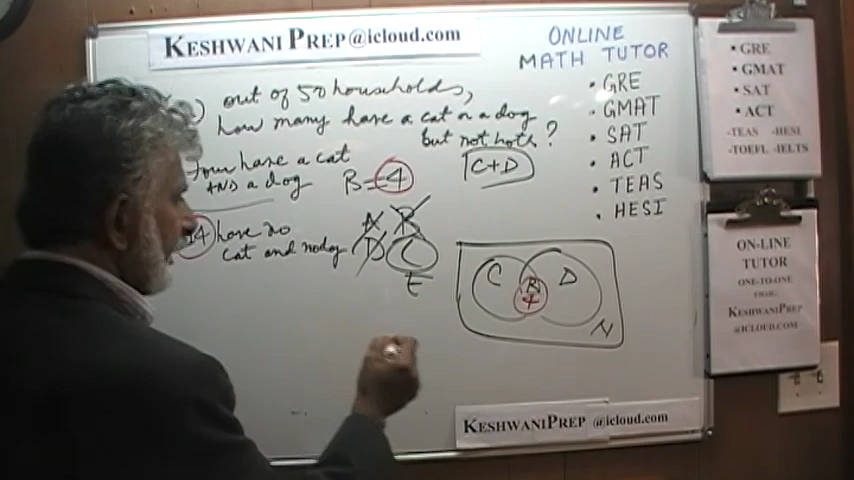 KESHWANI PREP@icloud.com
out of 50 households,
how many have a cat or a dog
but not both?
four have a cat
AND a dog
B = 4
C+D
14 have no
cat and no dog
A B
D C
E
C B D
4
N
ONLINE
MATH TUTOR
• GRE
• GMAT
• SAT
• ACT
• TEAS
• HESI
KESHWANIPREP @icloud.com
▪ GRE
▪ GMAT
▪ SAT
▪ ACT
-TEAS -HESI
-TOEFL -IELTS
ON-LINE
TUTOR
ONE-TO-ONE
KESHWANIPREP
@ICLOUD.COM